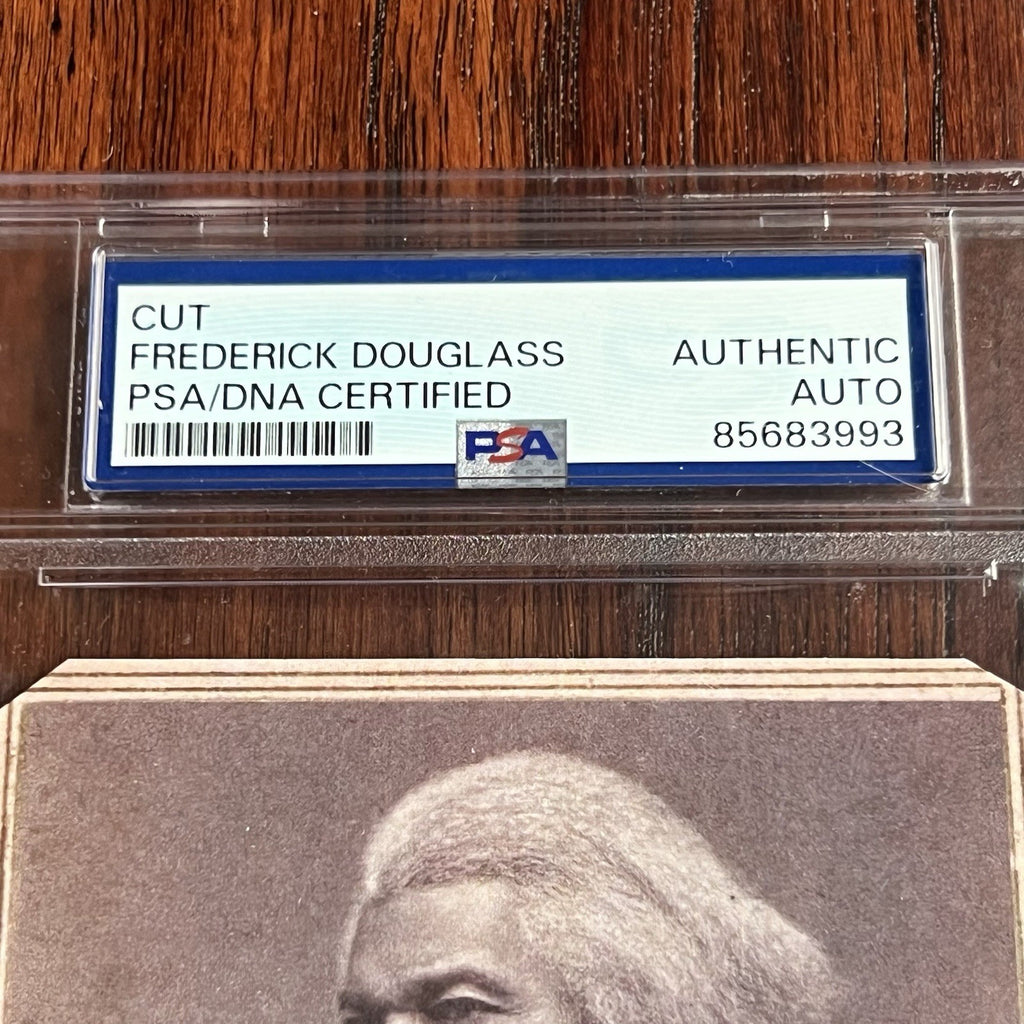 CUT
FREDERICK DOUGLASS
PSA/DNA CERTIFIED
AUTHENTIC
AUTO
85683993
PSA